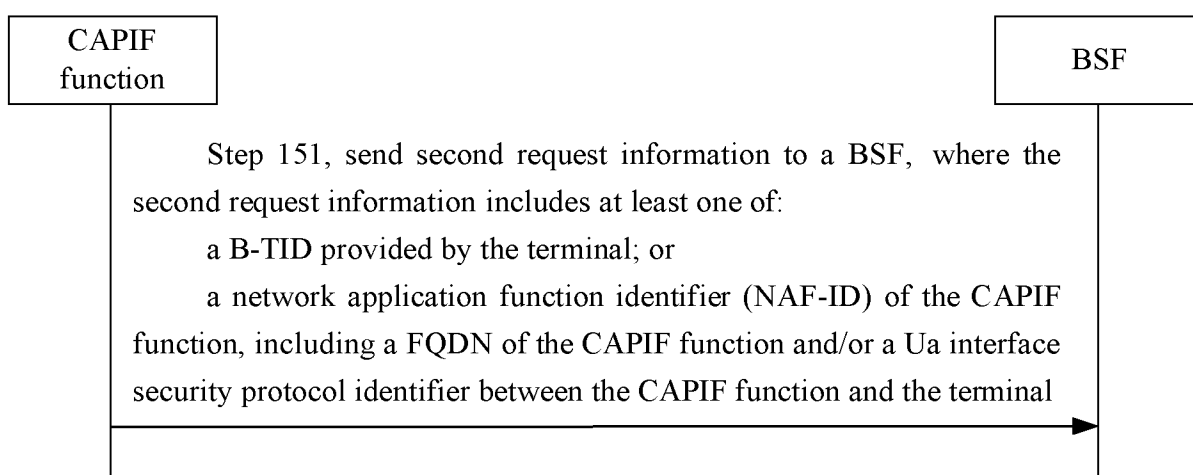 CAPIF
function
BSF
Step 151, send second request information to a BSF, where the
second request information includes at least one of:
a B-TID provided by the terminal; or
a network application function identifier (NAF-ID) of the CAPIF
function, including a FQDN of the CAPIF function and/or a Ua interface
security protocol identifier between the CAPIF function and the terminal